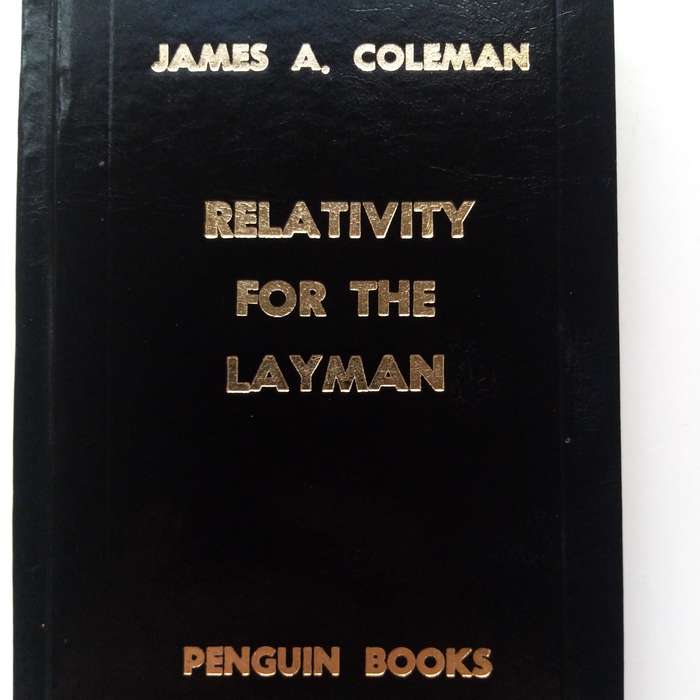 JAMES A. COLEMAN
RELATIVITY
FOR THE
LAYMAN
PENGUIN BOOKS